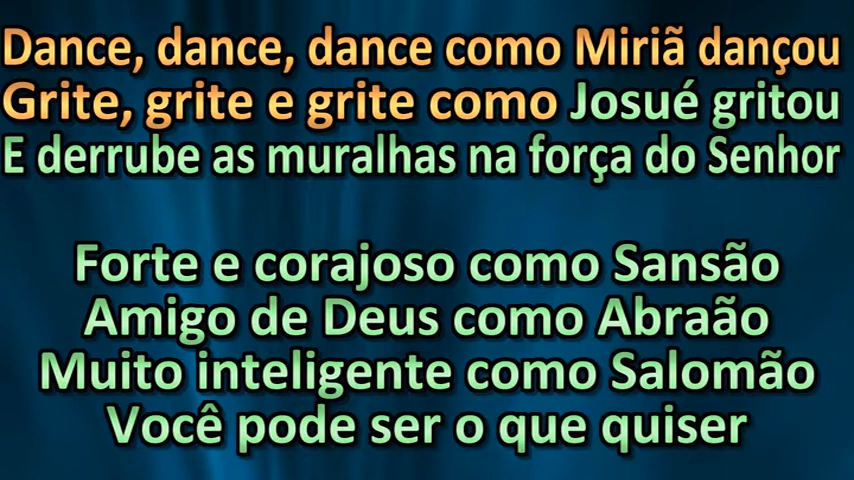 Dance, dance, dance como Miriã dançou
Grite, grite e grite como Josué gritou
E derrube as muralhas na força do Senhor
Forte e corajoso como Sansão
Amigo de Deus como Abraão
Muito inteligente como Salomão
Você pode ser o que quiser